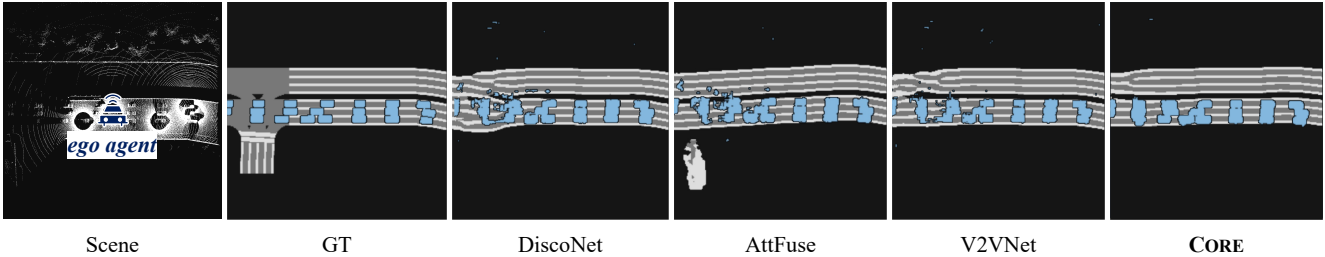 ego agent
Scene
GT
DiscoNet
AttFuse
V2VNet
CORE